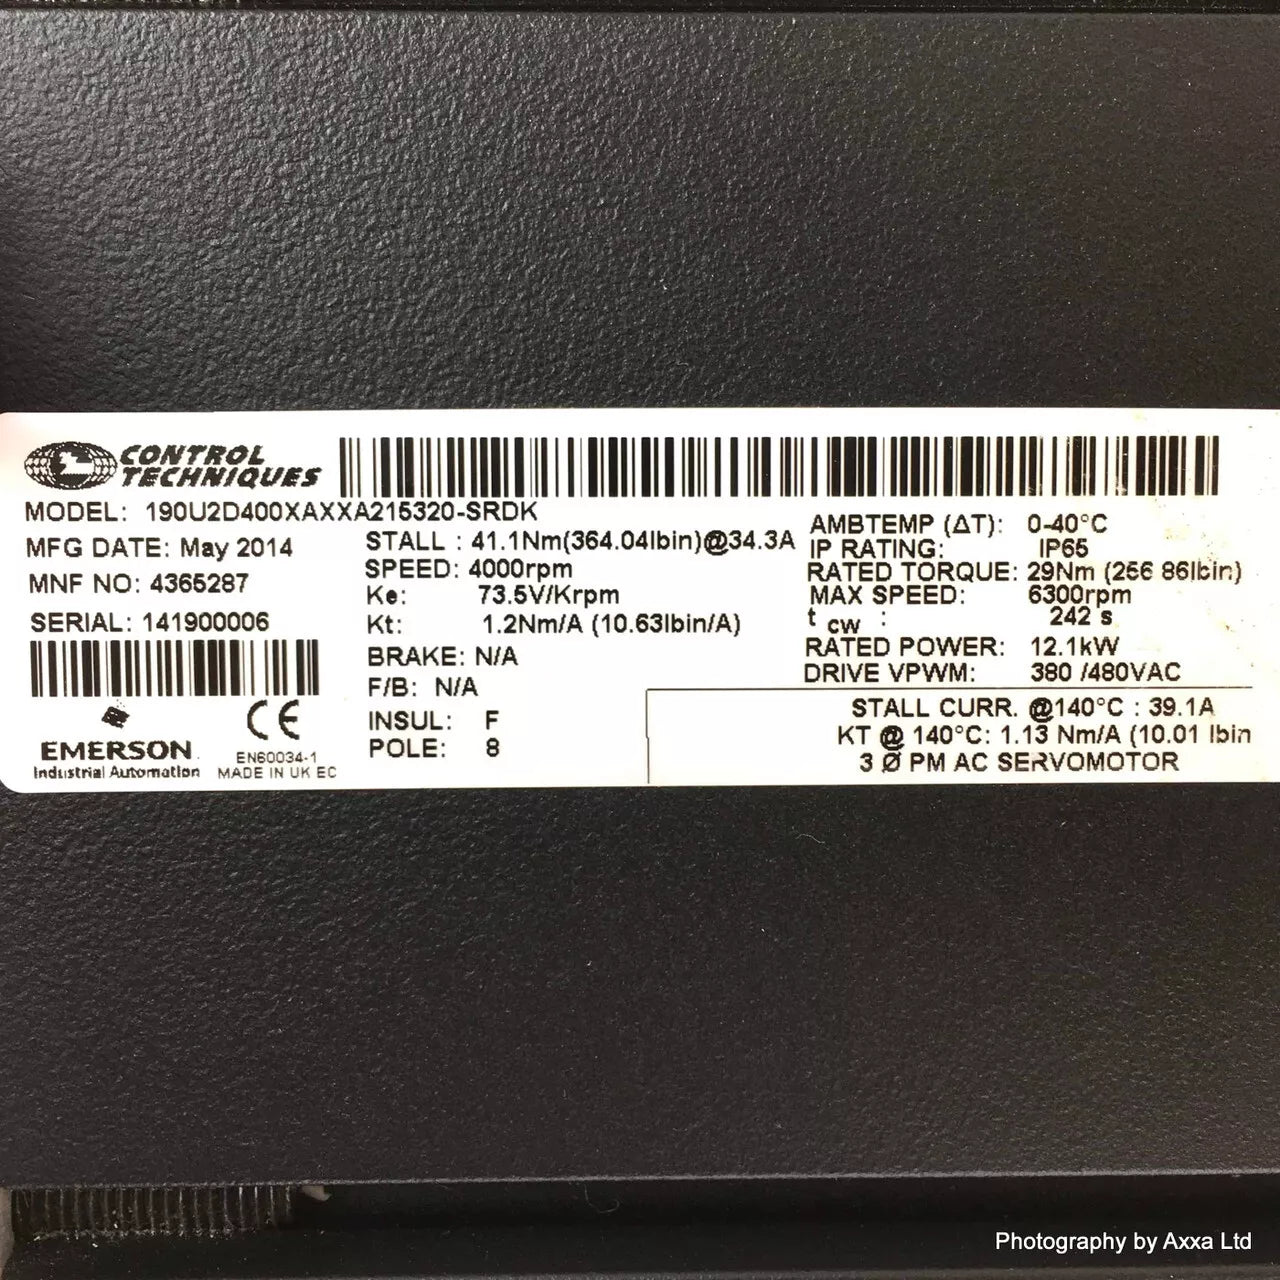 CONTROL
TECHNIQUES
MODEL: 190U2D400XAXXA215320-SRDK
MFG DATE: May 2014
MNF NO: 4365287
SERIAL: 141900006
EMERSON
Industrial Automation
CE
EN60034-1
MADE IN UK EC
STALL : 41.1Nm(364.04lbin)@34.3A
SPEED: 4000rpm
Ke: 73.5V/Krpm
Kt: 1.2Nm/A (10.63lbin/A)
BRAKE: N/A
F/B: N/A
INSUL: F
POLE: 8
AMBTEMP (ΔT): 0-40°C
IP RATING: IP65
RATED TORQUE: 29Nm (256 86lbin)
MAX SPEED: 6300rpm
t cw : 242 s
RATED POWER: 12.1kW
DRIVE VPWM: 380 /480VAC
STALL CURR. @140°C : 39.1A
KT @ 140°C: 1.13 Nm/A (10.01 lbin
3 Ø PM AC SERVOMOTOR
Photography by Axxa Ltd